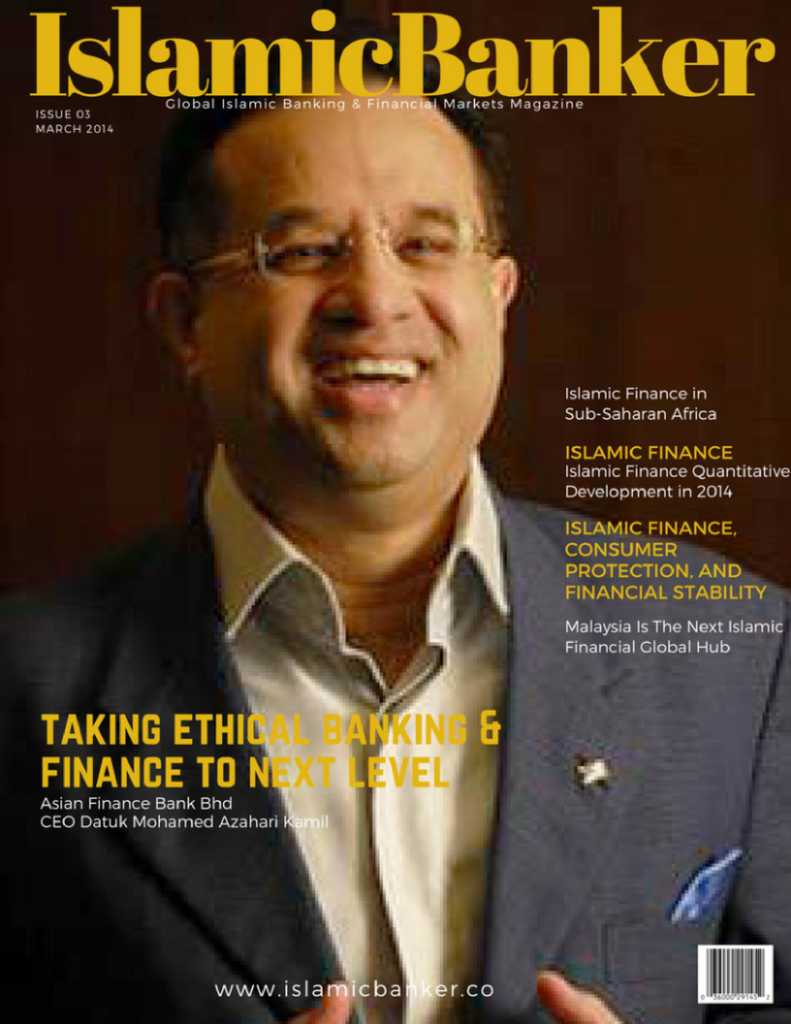 IslamicBanker
Global Islamic Banking & Financial Markets Magazine
ISSUE 03
MARCH 2014
Islamic Finance in
Sub-Saharan Africa
ISLAMIC FINANCE
Islamic Finance Quantitative
Development in 2014
ISLAMIC FINANCE,
CONSUMER
PROTECTION, AND
FINANCIAL STABILITY
Malaysia Is The Next Islamic
Financial Global Hub
TAKING ETHICAL BANKING &
FINANCE TO NEXT LEVEL
Asian Finance Bank Bhd
CEO Datuk Mohamed Azahari Kamil
www.islamicbanker.co